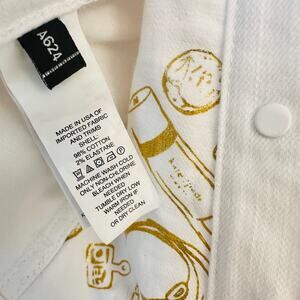 A624
MADE IN USA OF
IMPORTED FABRIC
AND TRIMS
SHELL:
98% COTTON
2% ELASTANE
MACHINE WASH COLD
ONLY NON-CHLORINE
BLEACH WHEN
NEEDED
TUMBLE DRY LOW
WARM IRON IF
NEEDED
OR DRY CLEAN